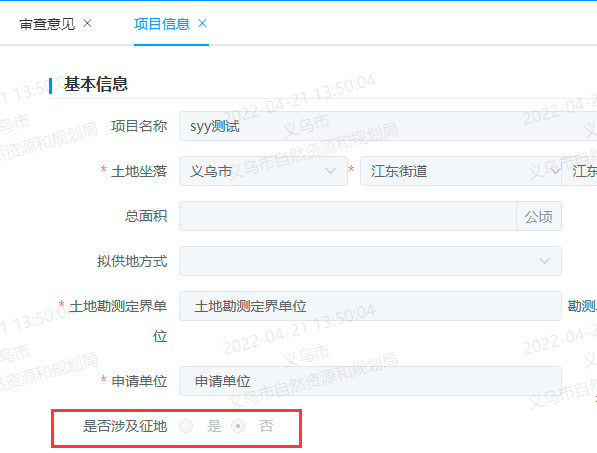 审查意见 × 项目信息 ×
基本信息
项目名称 syy测试
* 土地坐落 义乌市 * 江东街道 江东
总面积 公顷
拟供地方式
* 土地勘测定界单位 土地勘测定界单位 勘测
* 申请单位 申请单位
是否涉及征地 是 否
2022-04-21 13:50:04
义乌市
义乌市自然资源和规划局
2022-04-21 13:50:04
义乌市
义乌市自然资源和规划局